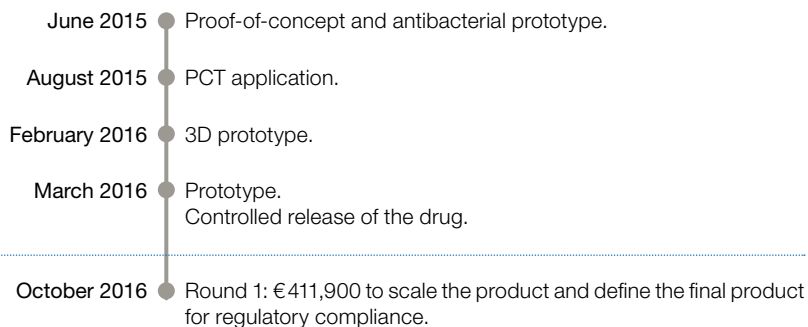 June 2015 Proof-of-concept and antibacterial prototype.
August 2015 PCT application.
February 2016 3D prototype.
March 2016 Prototype.
Controlled release of the drug.
October 2016 Round 1: €411,900 to scale the product and define the final product
for regulatory compliance.